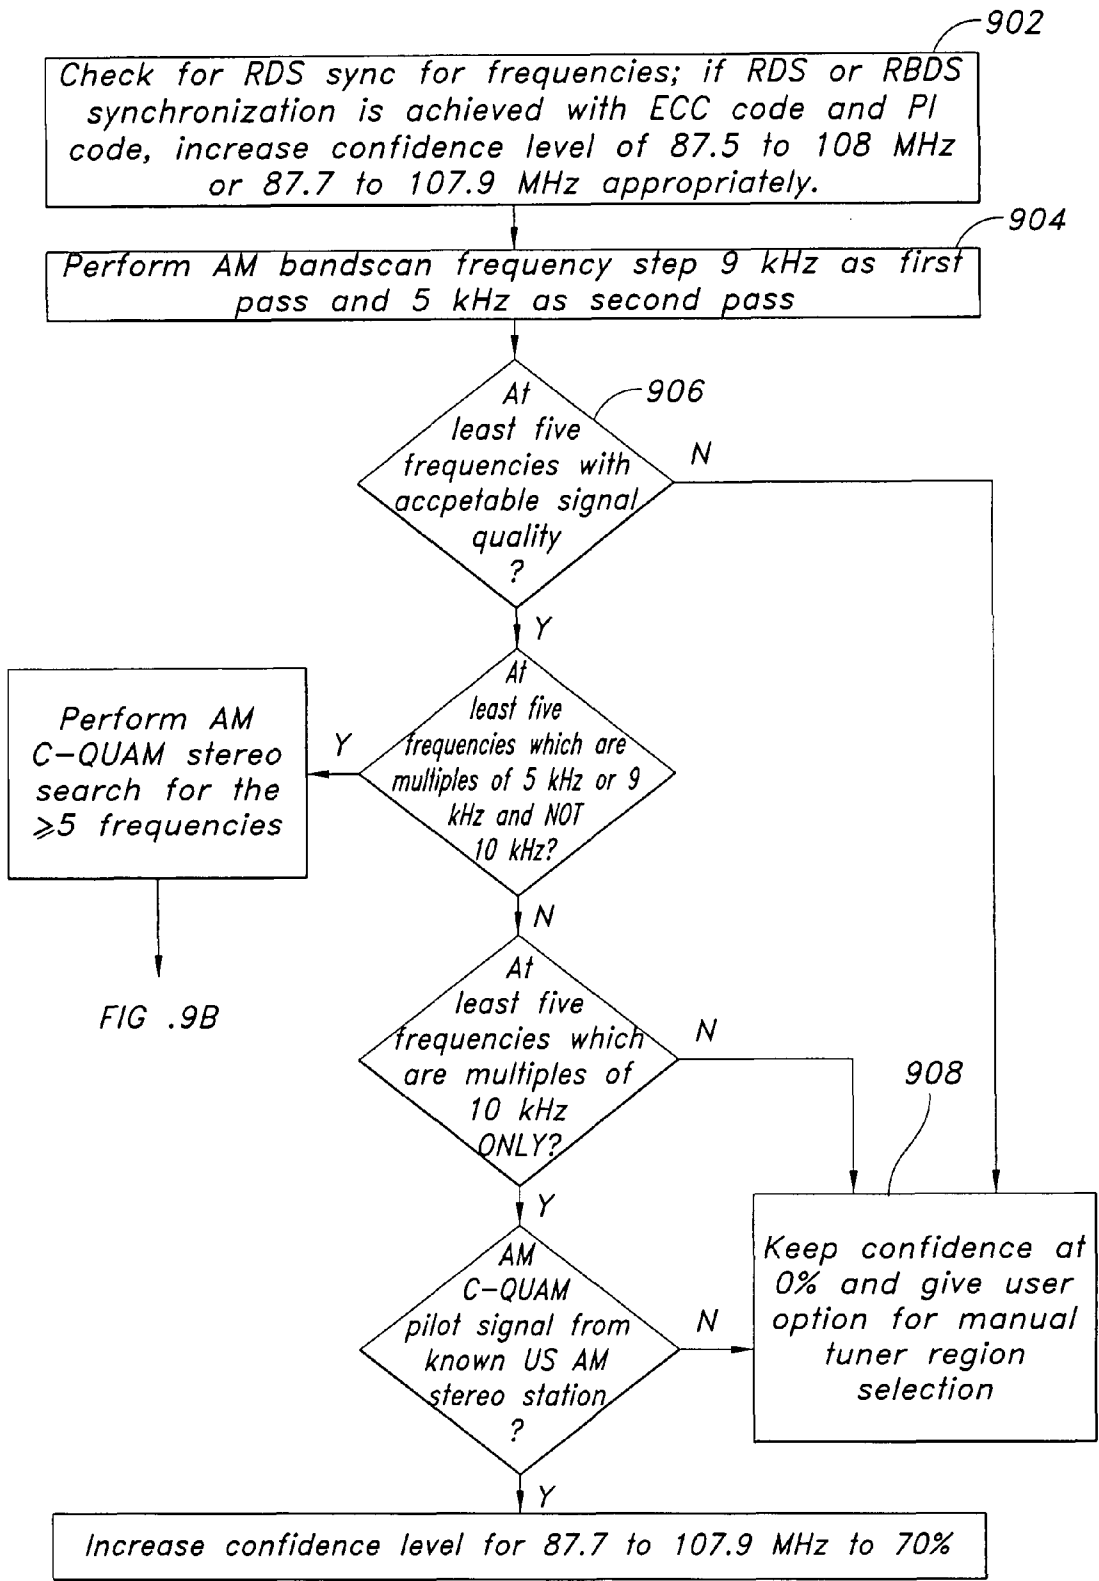 902
Check for RDS sync for frequencies; if RDS or RBDS
synchronization is achieved with ECC code and PI
code, increase confidence level of 87.5 to 108 MHz
or 87.7 to 107.9 MHz appropriately.
904
Perform AM bandscan frequency step 9 kHz as first
pass and 5 kHz as second pass
906
At
least five
frequencies with
accpetable signal
quality
?
N
Y
At
least five
frequencies which are
multiples of 5 kHz or 9
kHz and NOT
10 kHz?
Y
Perform AM
C-QUAM stereo
search for the
⩾5 frequencies
FIG .9B
N
At
least five
frequencies which
are multiples of
10 kHz
ONLY?
N
908
Y
AM
C-QUAM
pilot signal from
known US AM
stereo station
?
N
Keep confidence at
0% and give user
option for manual
tuner region
selection
Y
Increase confidence level for 87.7 to 107.9 MHz to 70%